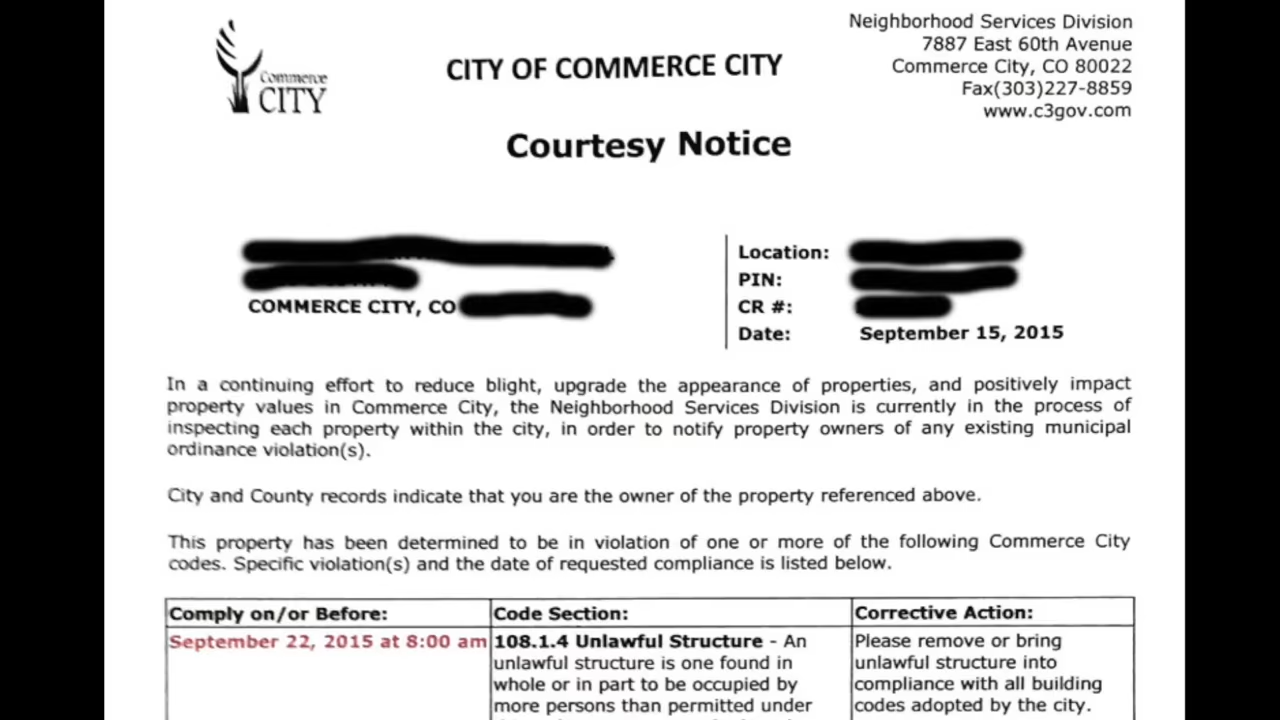 Commerce
CITY
CITY OF COMMERCE CITY
Courtesy Notice
Neighborhood Services Division
7887 East 60th Avenue
Commerce City, CO 80022
Fax(303)227-8859
www.c3gov.com
COMMERCE CITY, CO
Location:
PIN:
CR #:
Date: September 15, 2015
In a continuing effort to reduce blight, upgrade the appearance of properties, and positively impact
property values in Commerce City, the Neighborhood Services Division is currently in the process of
inspecting each property within the city, in order to notify property owners of any existing municipal
ordinance violation(s).
City and County records indicate that you are the owner of the property referenced above.
This property has been determined to be in violation of one or more of the following Commerce City
codes. Specific violation(s) and the date of requested compliance is listed below.
Comply on/or Before:
September 22, 2015 at 8:00 am
Code Section:
108.1.4 Unlawful Structure - An
unlawful structure is one found in
whole or in part to be occupied by
more persons than permitted under
Corrective Action:
Please remove or bring
unlawful structure into
compliance with all building
codes adopted by the city.